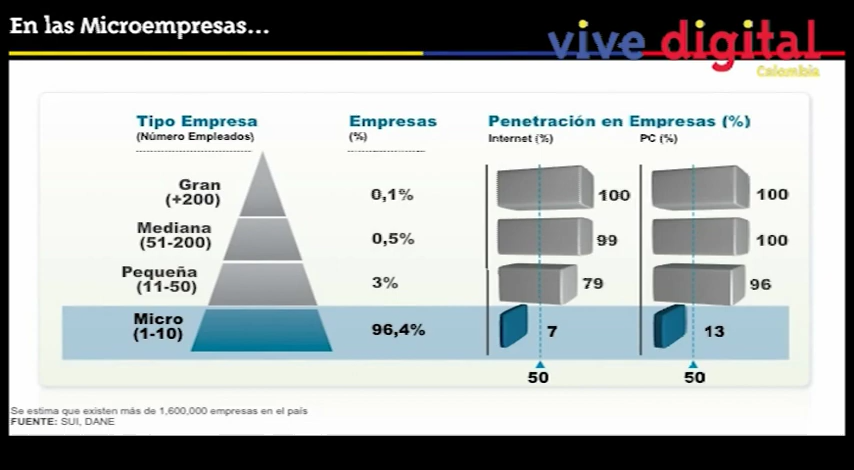 En las Microempresas...
vive digital
Colombia
Tipo Empresa
(Número Empleados)
Empresas
(%)
Penetración en Empresas (%)
Internet (%)
PC (%)
Gran
(+200)
0,1%
100
100
Mediana
(51-200)
0,5%
99
100
Pequeña
(11-50)
3%
79
96
Micro
(1-10)
96,4%
7
13
50
50
Se estima que existen más de 1,600,000 empresas en el país
FUENTE: SUI, DANE